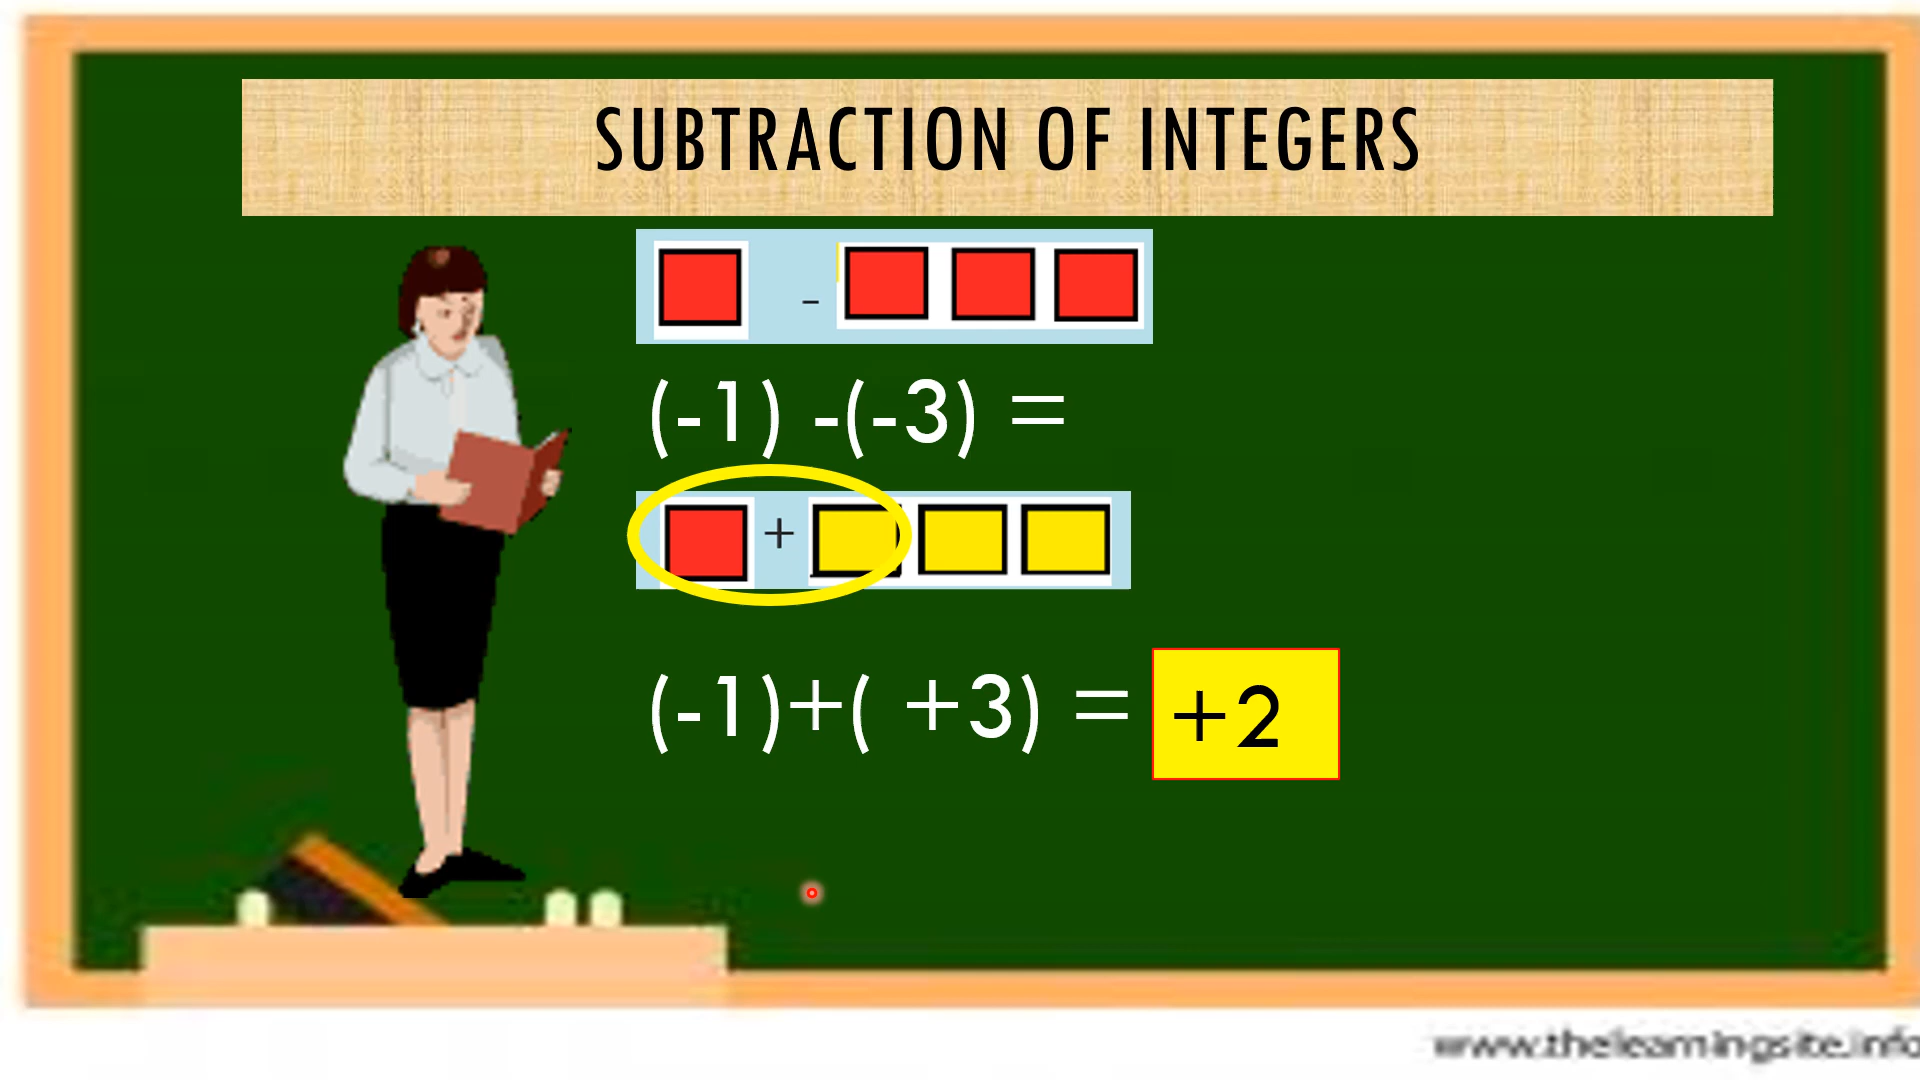 SUBTRACTION OF INTEGERS
-
(-1) -(-3) =
+
(-1)+( +3) = +2
www.thelearningsite.info